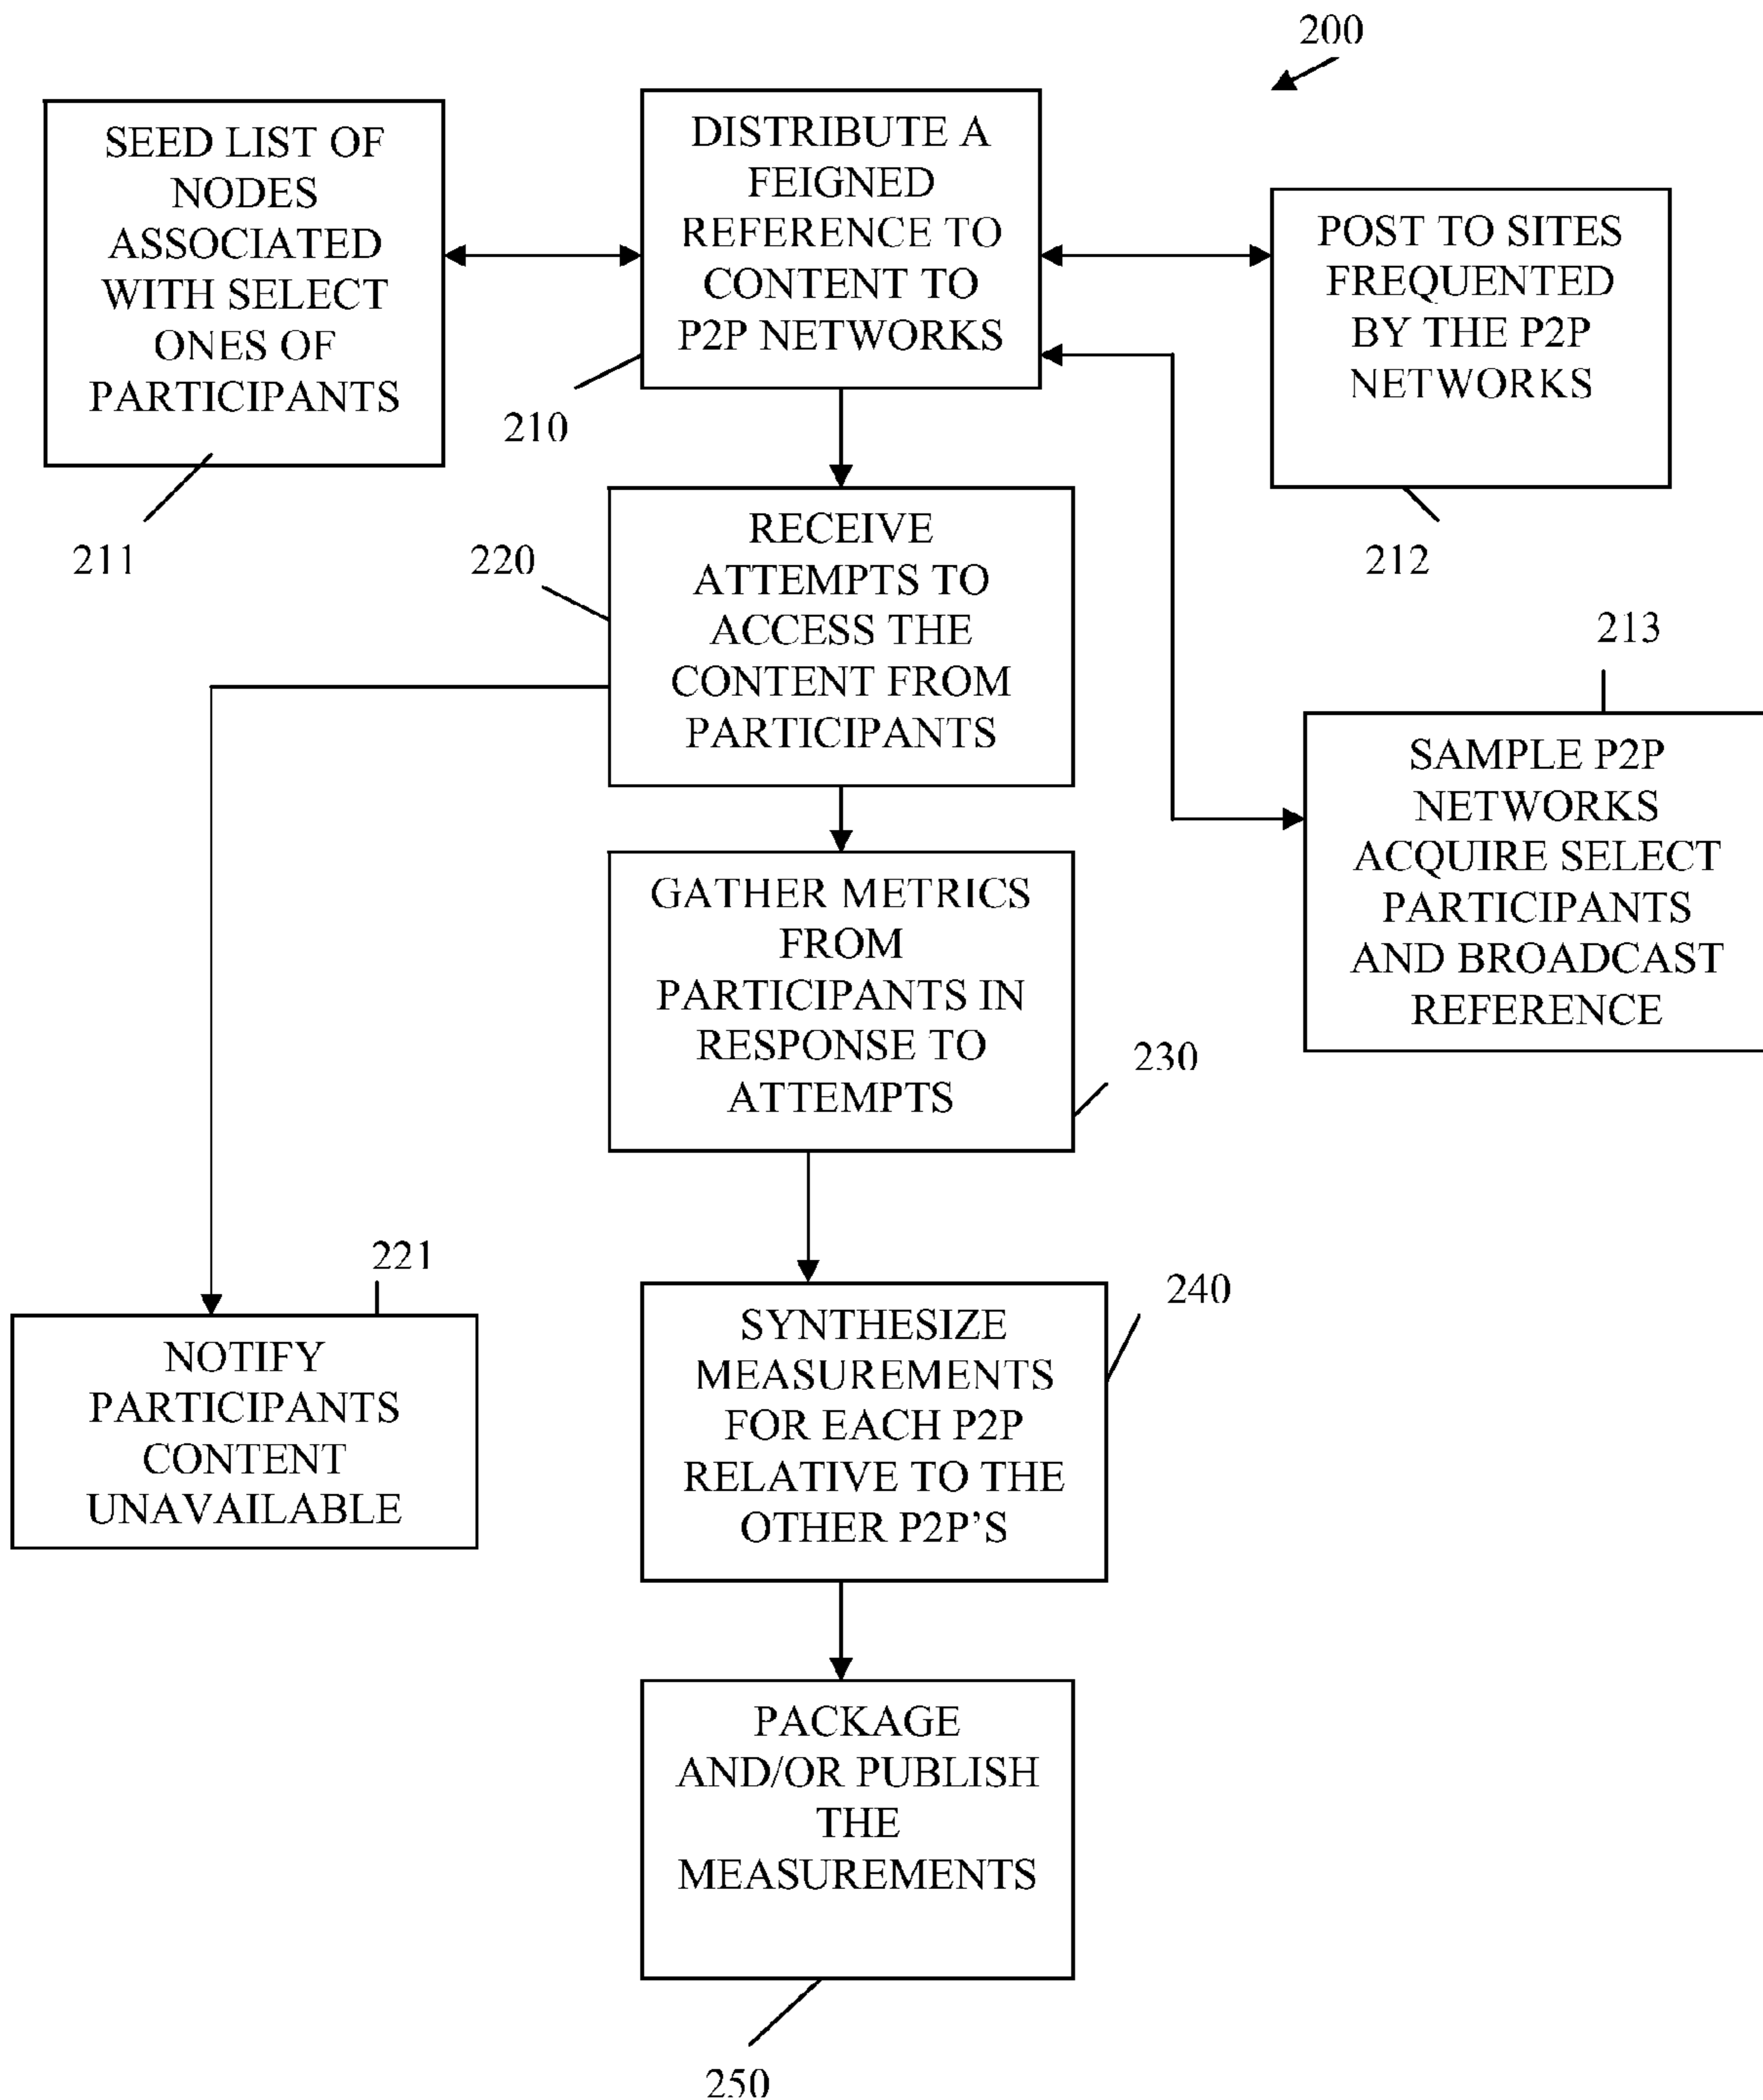 200
SEED LIST OF
NODES
ASSOCIATED
WITH SELECT
ONES OF
PARTICIPANTS
211
DISTRIBUTE A
FEIGNED
REFERENCE TO
CONTENT TO
P2P NETWORKS
210
POST TO SITES
FREQUENTED
BY THE P2P
NETWORKS
212
RECEIVE
ATTEMPTS TO
ACCESS THE
CONTENT FROM
PARTICIPANTS
220
213
SAMPLE P2P
NETWORKS
ACQUIRE SELECT
PARTICIPANTS
AND BROADCAST
REFERENCE
GATHER METRICS
FROM
PARTICIPANTS IN
RESPONSE TO
ATTEMPTS
230
221
NOTIFY
PARTICIPANTS
CONTENT
UNAVAILABLE
240
SYNTHESIZE
MEASUREMENTS
FOR EACH P2P
RELATIVE TO THE
OTHER P2P’S
PACKAGE
AND/OR PUBLISH
THE
MEASUREMENTS
250